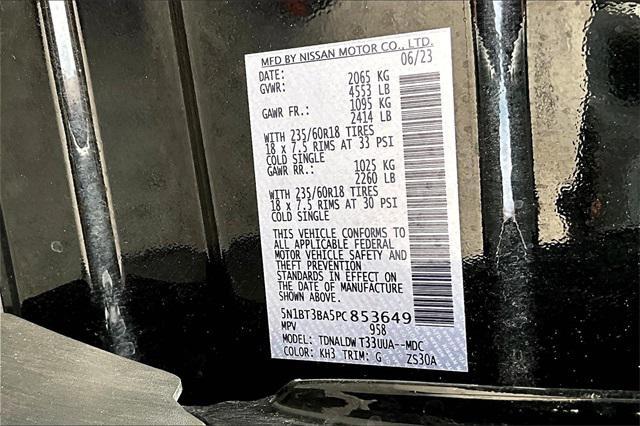 MFD BY NISSAN MOTOR CO., LTD.
DATE: 06/23
GVWR: 2065 KG
4553 LB
GAWR FR.: 1095 KG
2414 LB
WITH 235/60R18 TIRES
18 x 7.5 RIMS AT 33 PSI
COLD SINGLE
GAWR RR.: 1025 KG
2260 LB
WITH 235/60R18 TIRES
18 x 7.5 RIMS AT 30 PSI
COLD SINGLE
THIS VEHICLE CONFORMS TO
ALL APPLICABLE FEDERAL
MOTOR VEHICLE SAFETY AND
THEFT PREVENTION
STANDARDS IN EFFECT ON
THE DATE OF MANUFACTURE
SHOWN ABOVE.
5N1BT3BA5PC853649
MPV 958
MODEL: TDNALDWT33UUA--MDC
COLOR: KH3 TRIM: G ZS30A